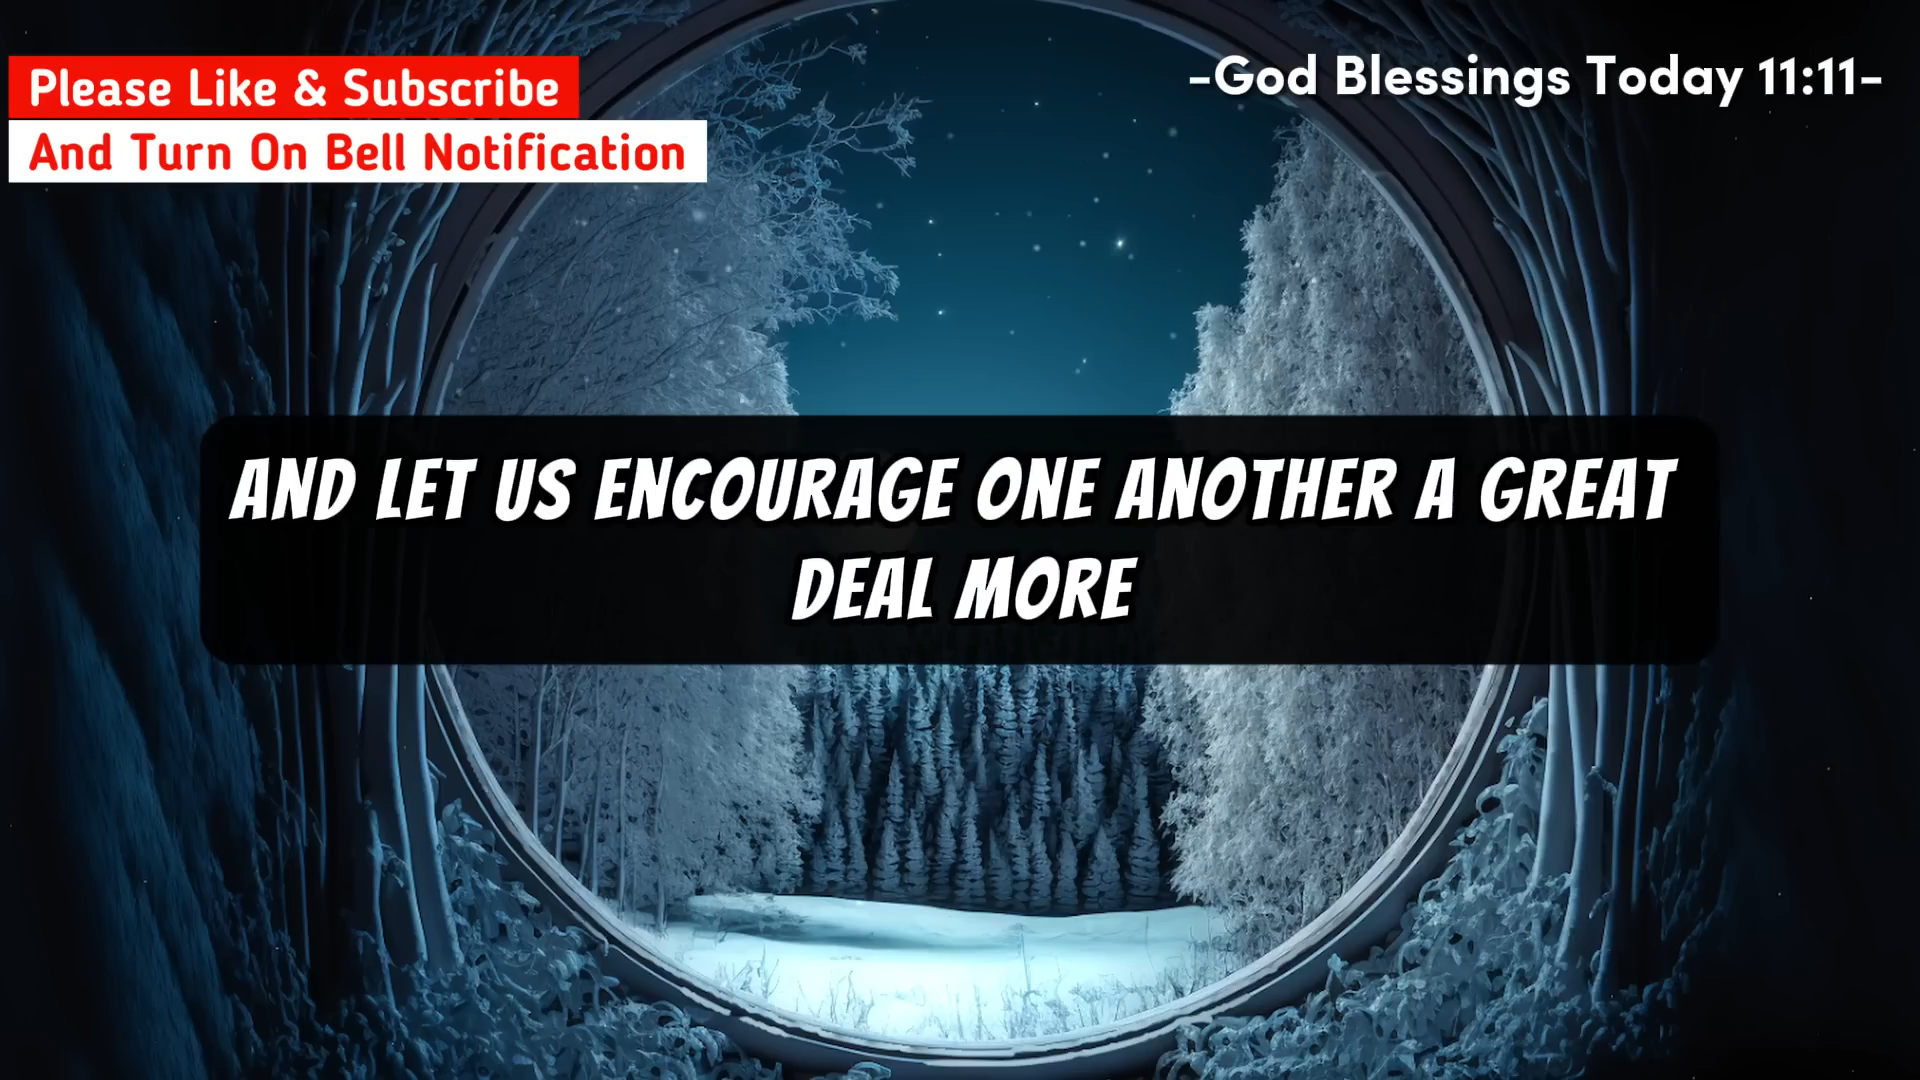 Please Like & Subscribe
And Turn On Bell Notification
-God Blessings Today 11:11-
AND LET US ENCOURAGE ONE ANOTHER A GREAT
DEAL MORE